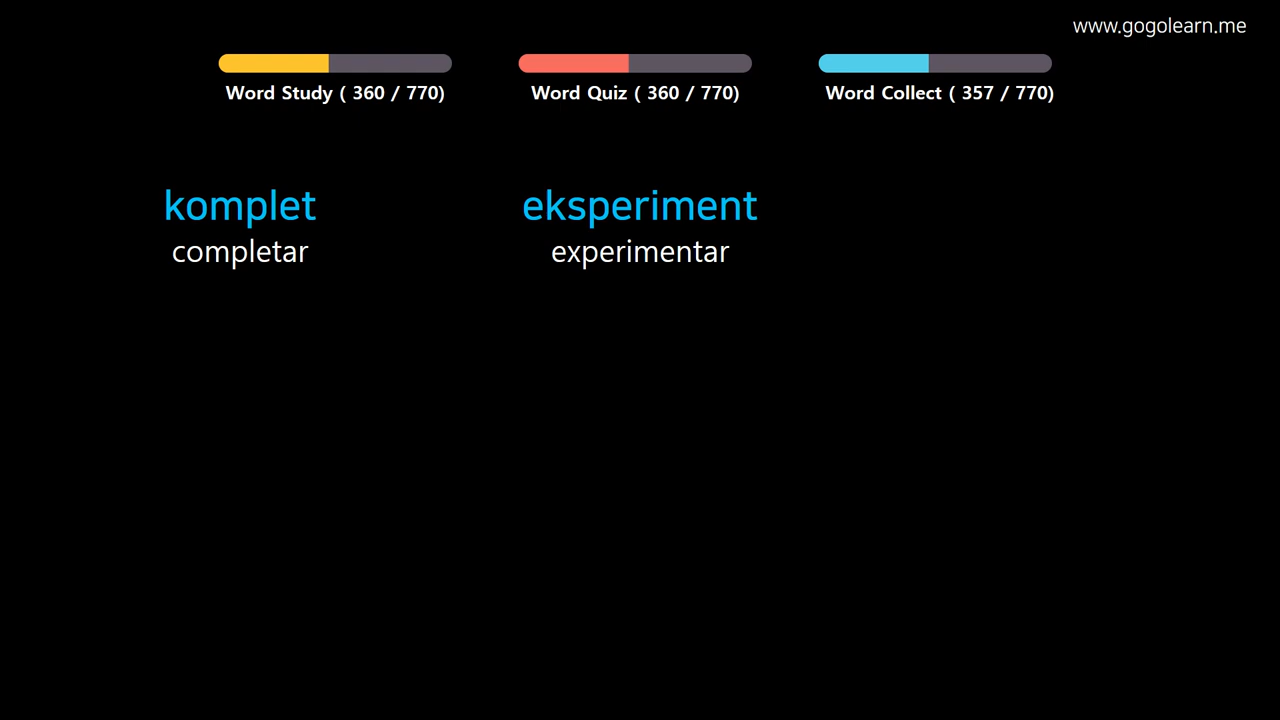 www.gogolearn.me
Word Study ( 360 / 770)
Word Quiz ( 360 / 770)
Word Collect ( 357 / 770)
komplet
completar
eksperiment
experimentar